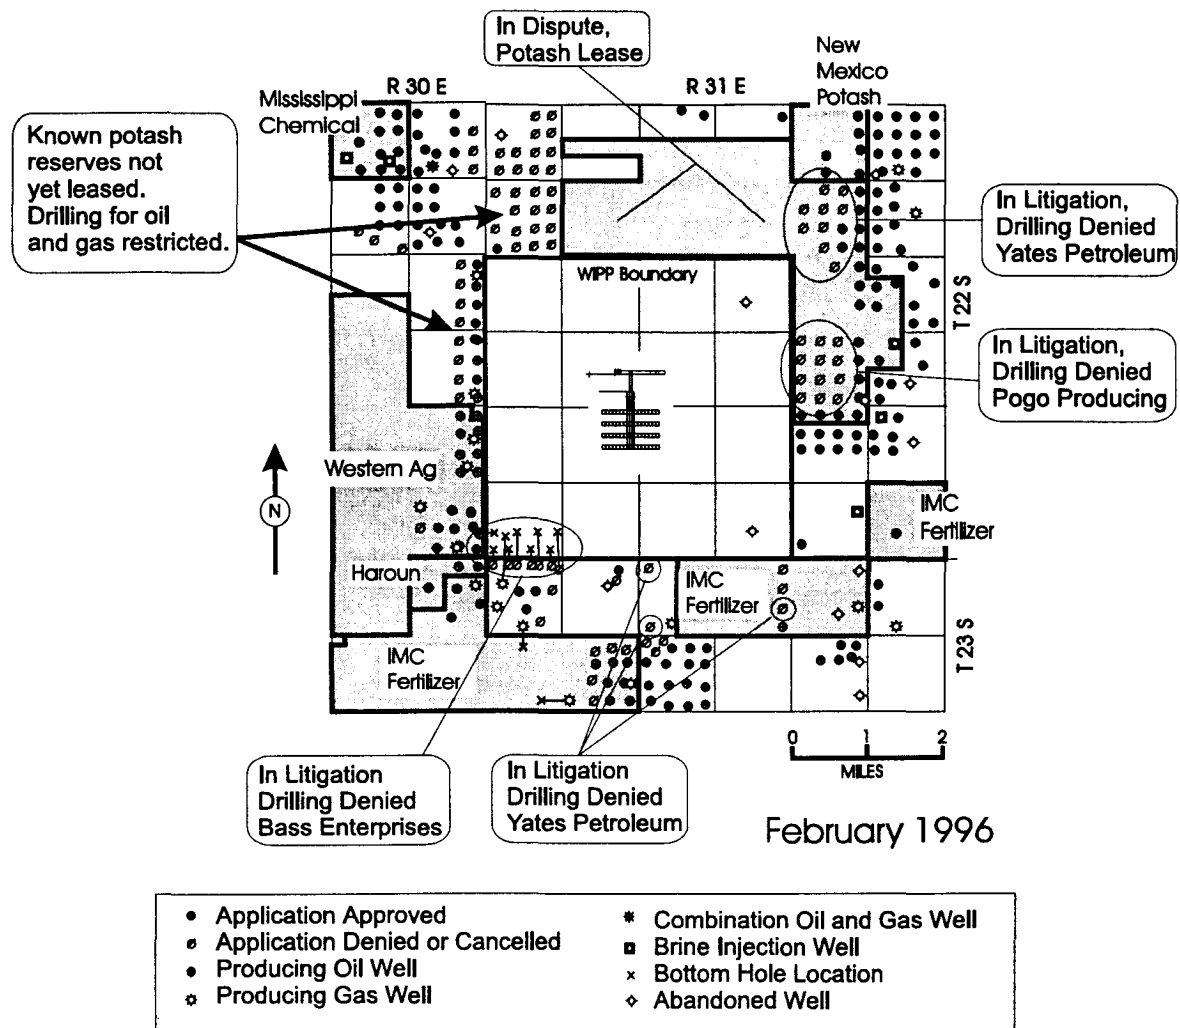 In Dispute,
Potash Lease
New
Mexico
Potash
R 30 E
R 31 E
Mississippi
Chemical
Known potash
reserves not
yet leased.
Drilling for oil
and gas restricted.
In Litigation,
Drilling Denied
Yates Petroleum
WIPP Boundary
T 22 S
In Litigation,
Drilling Denied
Pogo Producing
Western Ag
N
IMC
Fertilizer
Haroun
IMC
Fertilizer
T 23 S
IMC
Fertilizer
0 1 2
MILES
In Litigation
Drilling Denied
Bass Enterprises
In Litigation
Drilling Denied
Yates Petroleum
February 1996
Application Approved
Application Denied or Cancelled
Producing Oil Well
Producing Gas Well
Combination Oil and Gas Well
Brine Injection Well
Bottom Hole Location
Abandoned Well